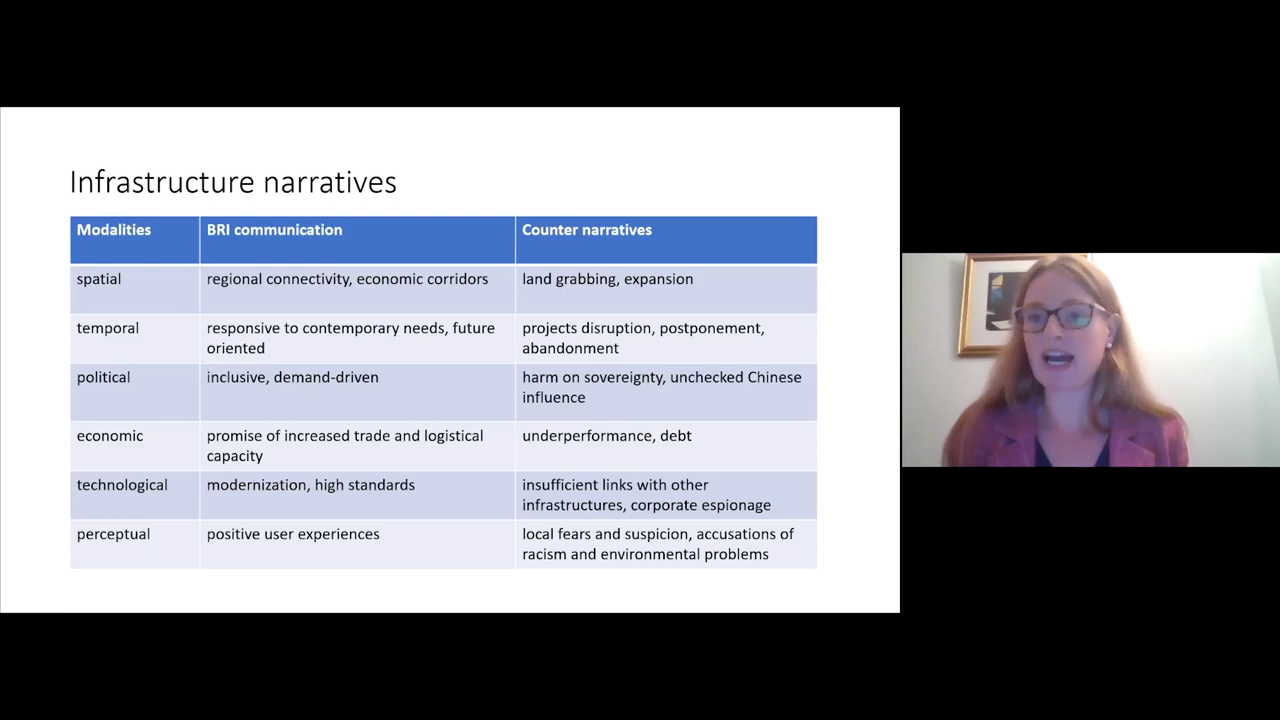 Infrastructure narratives
Modalities BRI communication Counter narratives
spatial regional connectivity, economic corridors land grabbing, expansion
temporal responsive to contemporary needs, future projects disruption, postponement,
oriented abandonment
political inclusive, demand-driven harm on sovereignty, unchecked Chinese
influence
economic promise of increased trade and logistical underperformance, debt
capacity
technological modernization, high standards insufficient links with other
infrastructures, corporate espionage
perceptual positive user experiences local fears and suspicion, accusations of
racism and environmental problems